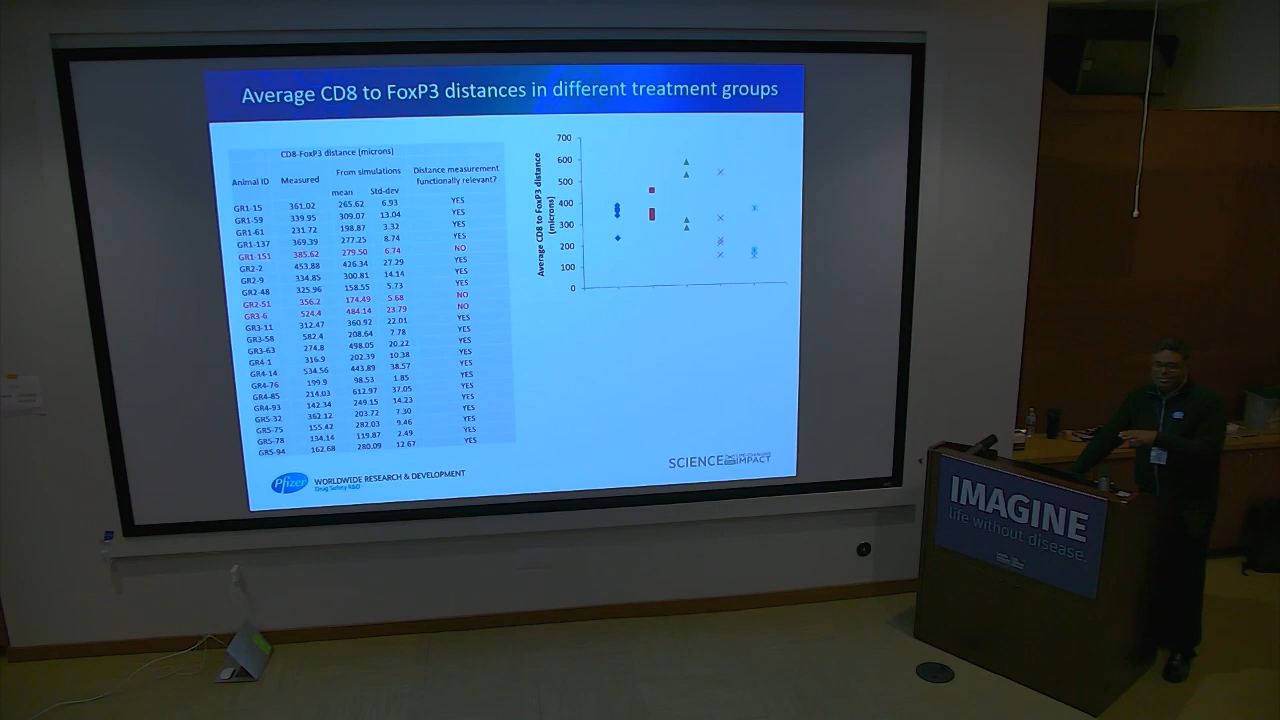 Average CD8 to FoxP3 distances in different treatment groups
CD8-FoxP3 distance (microns)
Animal ID Measured From simulations Distance measurement functionally relevant?
mean Std-dev
GR1-15 361.02 265.62 6.93 YES
GR1-59 339.95 309.07 13.04 YES
GR1-61 231.72 198.87 3.32 YES
GR1-137 369.39 277.25 8.74 YES
GR1-151 385.62 279.50 6.74 NO
GR2-2 453.88 426.34 27.29 YES
GR2-9 334.85 300.81 14.14 YES
GR2-48 325.96 158.55 5.73 YES
GR2-51 356.2 174.49 5.68 NO
GR3-6 524.4 484.14 23.79 NO
GR3-11 312.47 360.92 22.01 YES
GR3-58 582.4 208.64 7.78 YES
GR3-63 274.8 498.05 20.22 YES
GR4-1 316.9 202.39 10.38 YES
GR4-14 534.56 443.89 38.57 YES
GR4-76 199.9 98.53 1.85 YES
GR4-85 214.03 612.97 37.05 YES
GR4-93 142.34 249.15 14.23 YES
GR5-32 362.12 203.72 7.30 YES
GR5-75 155.42 282.03 9.46 YES
GR5-78 134.14 119.87 2.49 YES
GR5-94 162.68 280.09 12.67 YES
Average CD8 to FoxP3 distance
(microns)
700
600
500
400
300
200
100
0
Pfizer WORLDWIDE RESEARCH & DEVELOPMENT
Drug Safety R&D
SCIENCE LIFE-CHANGING IMPACT
IMAGINE
life without disease.